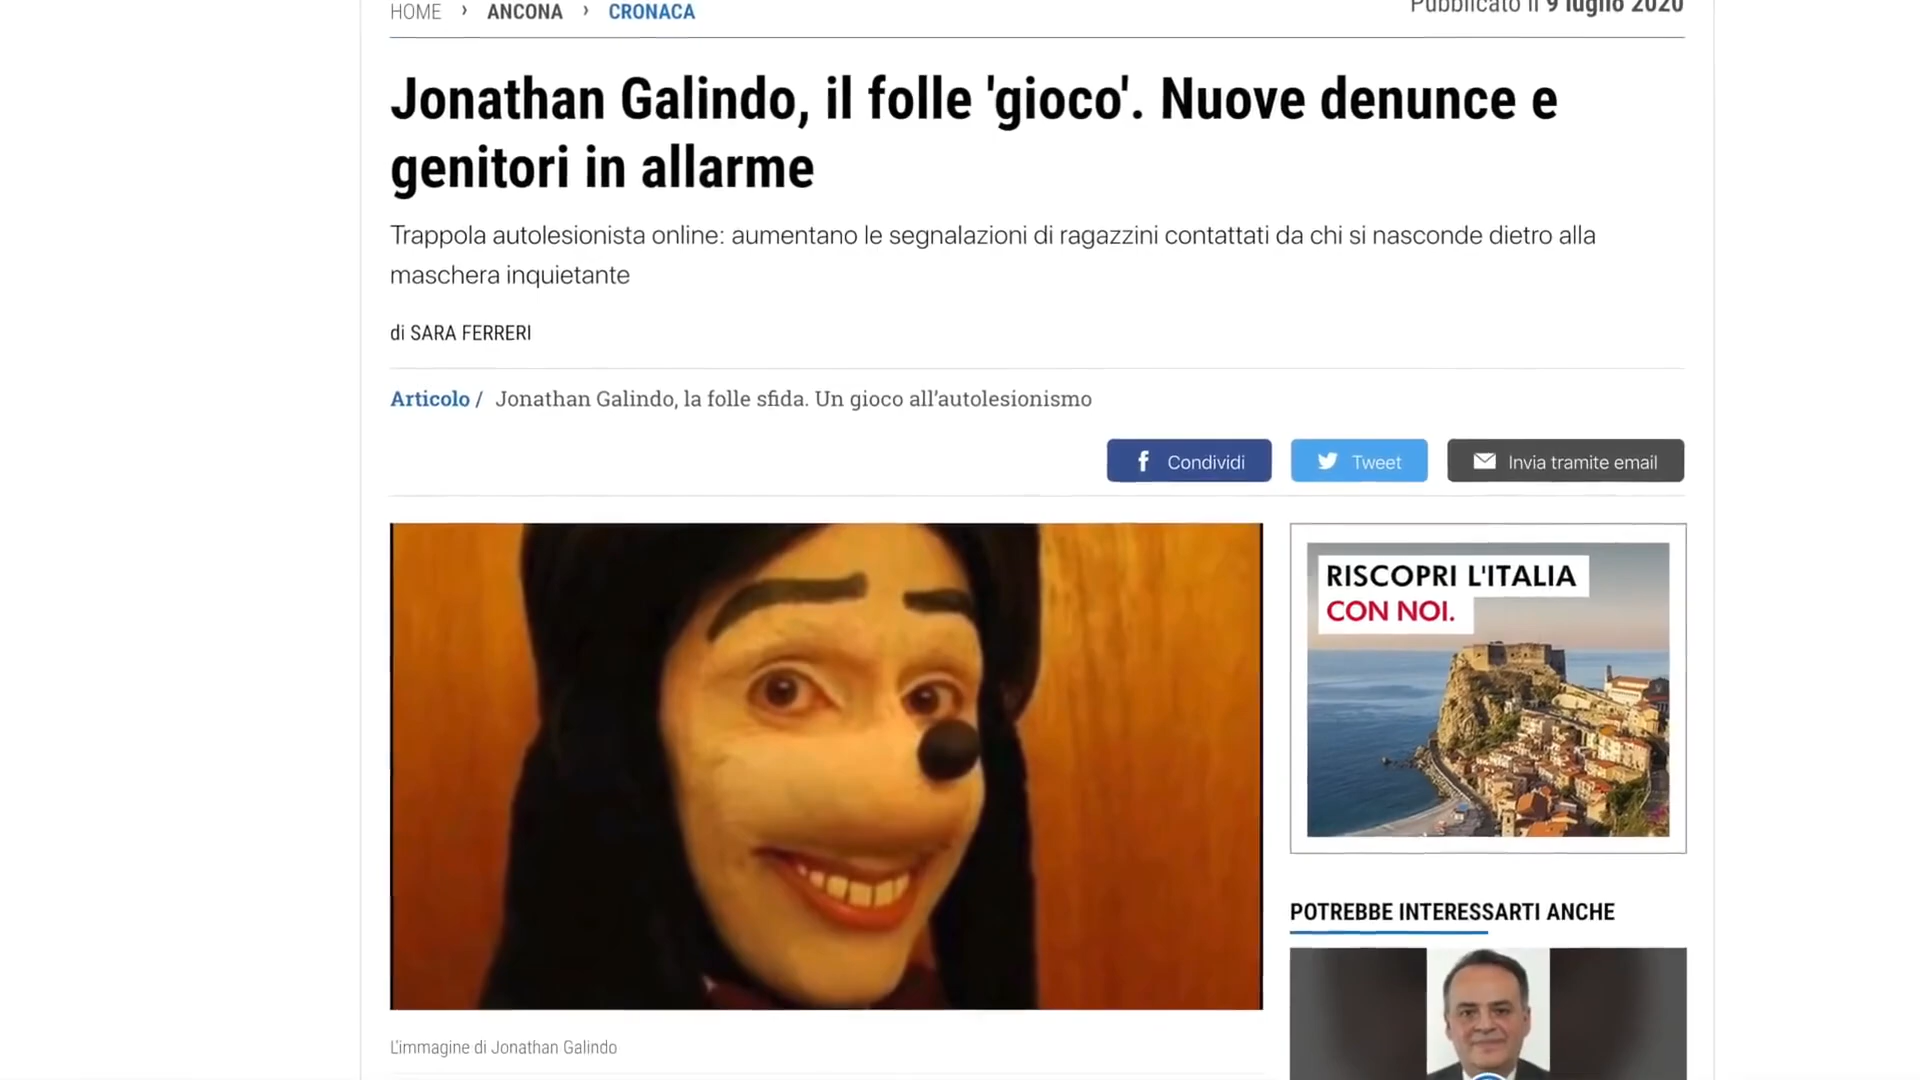 HOME › ANCONA › CRONACA
Pubblicato il 9 luglio 2020
Jonathan Galindo, il folle 'gioco'. Nuove denunce e
genitori in allarme
Trappola autolesionista online: aumentano le segnalazioni di ragazzini contattati da chi si nasconde dietro alla
maschera inquietante
di SARA FERRERI
Articolo / Jonathan Galindo, la folle sfida. Un gioco all’autolesionismo
Condividi
Tweet
Invia tramite email
RISCOPRI L'ITALIA
CON NOI.
POTREBBE INTERESSARTI ANCHE
L'immagine di Jonathan Galindo